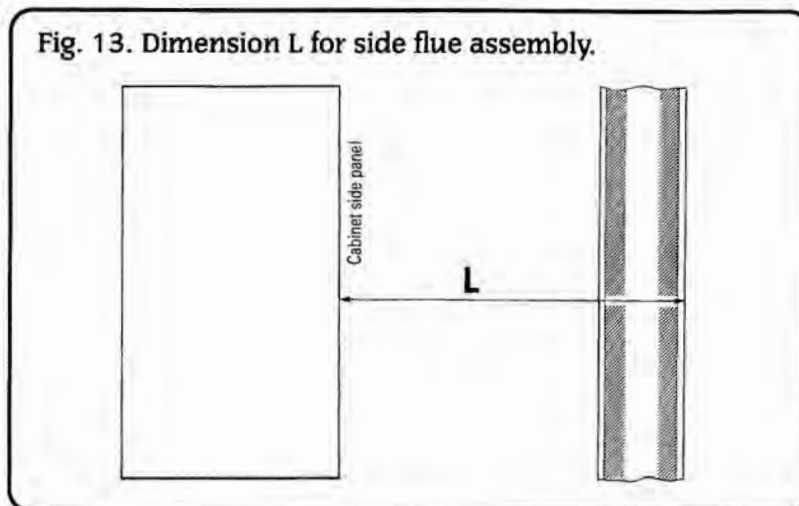 Fig. 13. Dimension L for side flue assembly.
Cabinet side panel
L